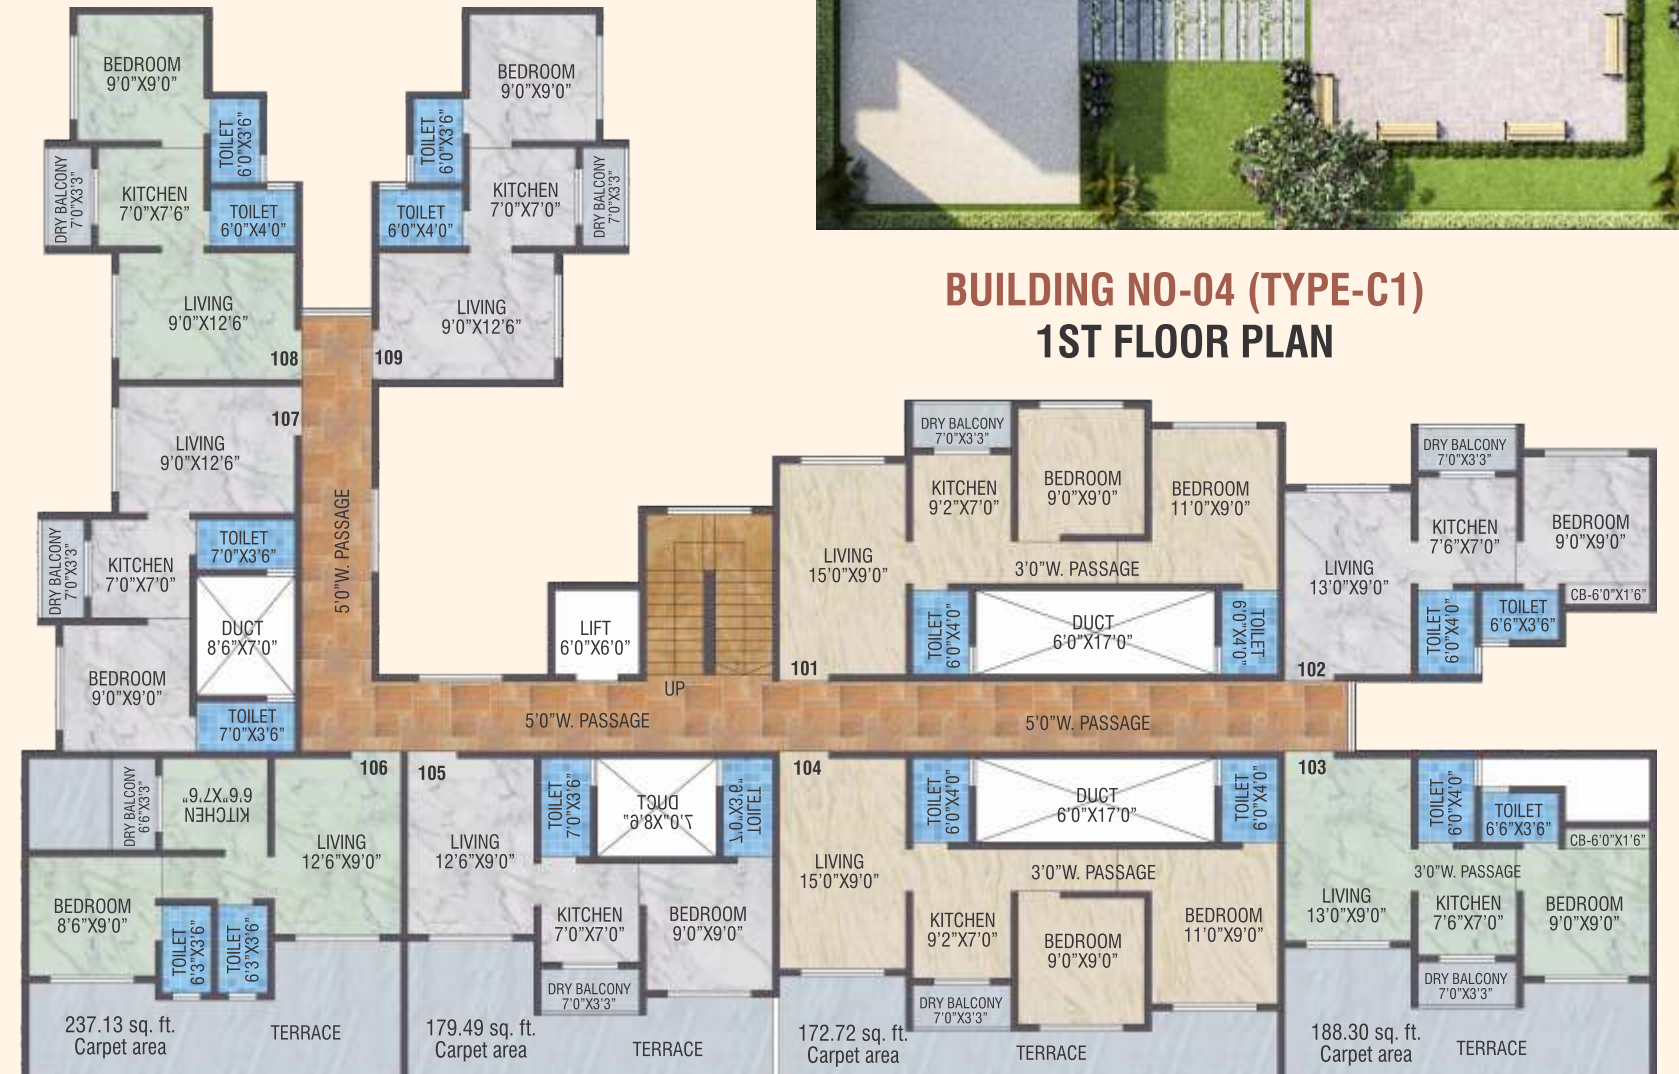 BUILDING NO-04 (TYPE-C1)
1ST FLOOR PLAN
BEDROOM
9'0"X9'0"
TOILET
6'0"X3'6"
DRY BALCONY
7'0"X3'3"
KITCHEN
7'0"X7'6"
TOILET
6'0"X4'0"
LIVING
9'0"X12'6"
108
BEDROOM
9'0"X9'0"
TOILET
6'0"X3'6"
KITCHEN
7'0"X7'0"
DRY BALCONY
7'0"X3'3"
TOILET
6'0"X4'0"
LIVING
9'0"X12'6"
109
107
LIVING
9'0"X12'6"
DRY BALCONY
7'0"X3'3"
KITCHEN
7'0"X7'0"
TOILET
7'0"X3'6"
DUCT
8'6"X7'0"
BEDROOM
9'0"X9'0"
TOILET
7'0"X3'6"
5'0"W. PASSAGE
LIFT
6'0"X6'0"
UP
5'0"W. PASSAGE
5'0"W. PASSAGE
LIVING
15'0"X9'0"
101
DRY BALCONY
7'0"X3'3"
KITCHEN
9'2"X7'0"
BEDROOM
9'0"X9'0"
BEDROOM
11'0"X9'0"
3'0"W. PASSAGE
TOILET
6'0"X4'0"
DUCT
6'0"X17'0"
TOILET
6'0"X4'0"
LIVING
13'0"X9'0"
102
DRY BALCONY
7'0"X3'3"
KITCHEN
7'6"X7'0"
BEDROOM
9'0"X9'0"
CB-6'0"X1'6"
TOILET
6'0"X4'0"
TOILET
6'6"X3'6"
106
DRY BALCONY
6'6"X3'3"
KITCHEN
6'6"X7'6"
LIVING
12'6"X9'0"
BEDROOM
8'6"X9'0"
TOILET
6'3"X3'6"
TOILET
6'3"X3'6"
237.13 sq. ft.
Carpet area
TERRACE
105
LIVING
12'6"X9'0"
TOILET
7'0"X3'6"
DUCT
7'0"X8'6"
TOILET
7'0"X3'6"
KITCHEN
7'0"X7'0"
BEDROOM
9'0"X9'0"
DRY BALCONY
7'0"X3'3"
179.49 sq. ft.
Carpet area
TERRACE
104
LIVING
15'0"X9'0"
TOILET
6'0"X4'0"
DUCT
6'0"X17'0"
TOILET
6'0"X4'0"
3'0"W. PASSAGE
KITCHEN
9'2"X7'0"
BEDROOM
9'0"X9'0"
BEDROOM
11'0"X9'0"
DRY BALCONY
7'0"X3'3"
172.72 sq. ft.
Carpet area
TERRACE
103
TOILET
6'0"X4'0"
TOILET
6'6"X3'6"
CB-6'0"X1'6"
3'0"W. PASSAGE
LIVING
13'0"X9'0"
KITCHEN
7'6"X7'0"
BEDROOM
9'0"X9'0"
DRY BALCONY
7'0"X3'3"
188.30 sq. ft.
Carpet area
TERRACE